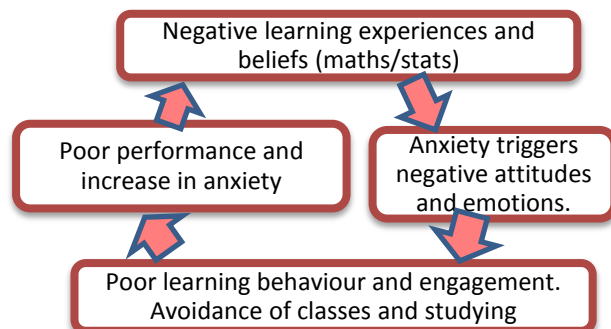 Negative learning experiences and
beliefs (maths/stats)
Anxiety triggers
negative attitudes
and emotions.
Poor learning behaviour and engagement.
Avoidance of classes and studying
Poor performance and
increase in anxiety